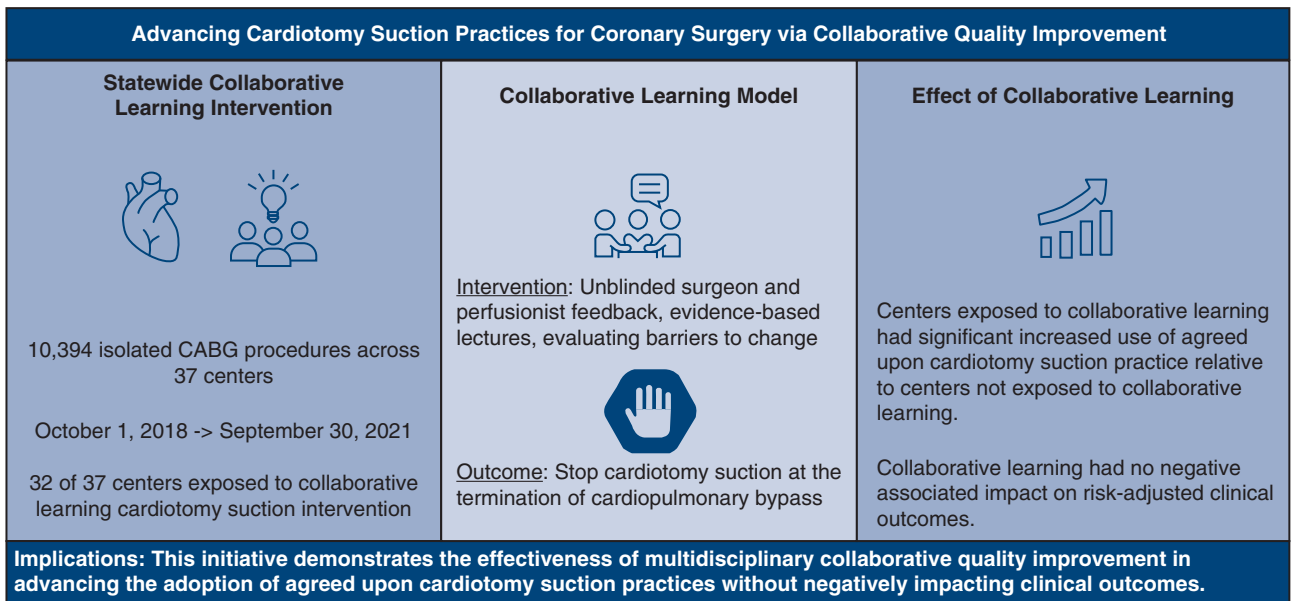 Advancing Cardiotomy Suction Practices for Coronary Surgery via Collaborative Quality Improvement
Statewide Collaborative
Learning Intervention
10,394 isolated CABG procedures across
37 centers
October 1, 2018 -> September 30, 2021
32 of 37 centers exposed to collaborative
learning cardiotomy suction intervention
Collaborative Learning Model
Intervention: Unblinded surgeon and
perfusionist feedback, evidence-based
lectures, evaluating barriers to change
Outcome: Stop cardiotomy suction at the
termination of cardiopulmonary bypass
Effect of Collaborative Learning
Centers exposed to collaborative learning
had significant increased use of agreed
upon cardiotomy suction practice relative
to centers not exposed to collaborative
learning.
Collaborative learning had no negative
associated impact on risk-adjusted clinical
outcomes.
Implications: This initiative demonstrates the effectiveness of multidisciplinary collaborative quality improvement in
advancing the adoption of agreed upon cardiotomy suction practices without negatively impacting clinical outcomes.